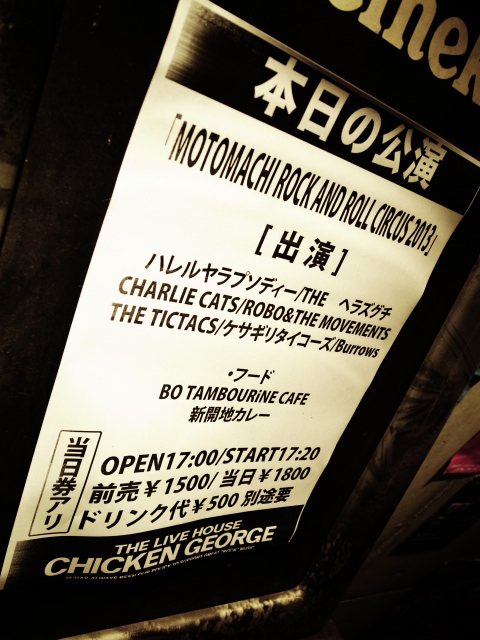 Heineken
本日の公演
「MOTOMACHI ROCK AND ROLL CIRCUS 2013」
[出演]
ハレルヤラプソディー/THE ヘラズグチ
CHARLIE CATS/ROBO&THE MOVEMENTS
THE TICTACS/ケサギリタイコーズ/Burrows
・フード
BO TAMBOURiNE CAFE
新開地カレー
当日券アリ
OPEN17:00/START17:20
前売¥1500/当日¥1800
ドリンク代¥500 別途要
THE LIVE HOUSE
CHICKEN GEORGE